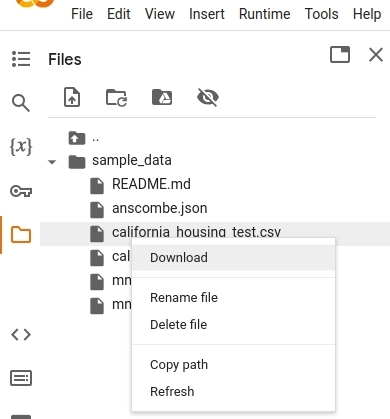 File Edit View Insert Runtime Tools Help
Files
{x}
..
sample_data
README.md
anscombe.json
california_housing_test.csv
cal
Download
mn
Rename file
mn
Delete file
Copy path
Refresh